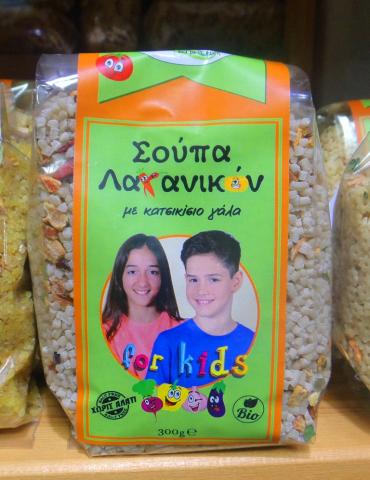 Σούπα
Λαχανικών
με κατσικίσιο γάλα
for kids
ΧΩΡΙΣ ΑΛΑΤΙ
Bio
300g e